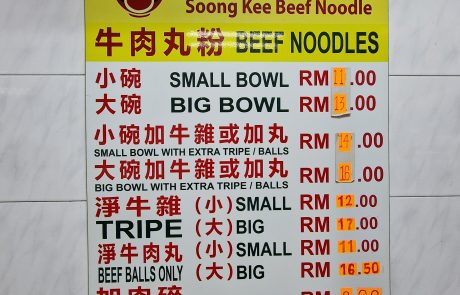 Soong Kee Beef Noodle
牛肉丸粉 BEEF NOODLES
小碗 SMALL BOWL RM 11.00
大碗 BIG BOWL RM 13.00
小碗加牛雜或加丸 RM 14.00
SMALL BOWL WITH EXTRA TRIPE / BALLS
大碗加牛雜或加丸 RM 16.00
BIG BOWL WITH EXTRA TRIPE / BALLS
淨牛雜 (小) SMALL RM 12.00
TRIPE (大) BIG RM 17.00
淨牛肉丸 (小) SMALL RM 11.00
BEEF BALLS ONLY (大) BIG RM 16.50
加肉碎 RM